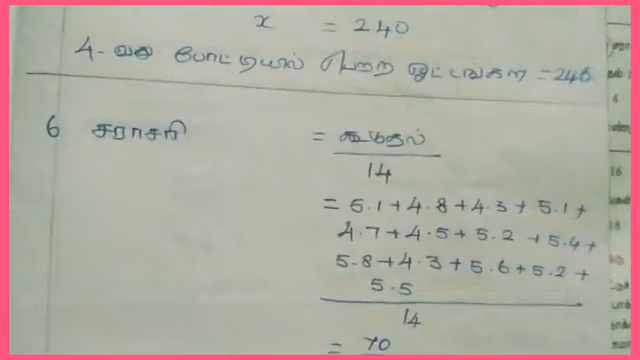 x = 240
4 - வது போட்டியில் பெற்ற ஓட்டங்கள் = 240
6 சராசரி = கூடுதல்
14
= 5.1 + 4.8 + 4.3 + 5.1 +
4.7 + 4.5 + 5.2 + 5.4 +
5.8 + 4.3 + 5.6 + 5.2 +
5.5
14
= 70